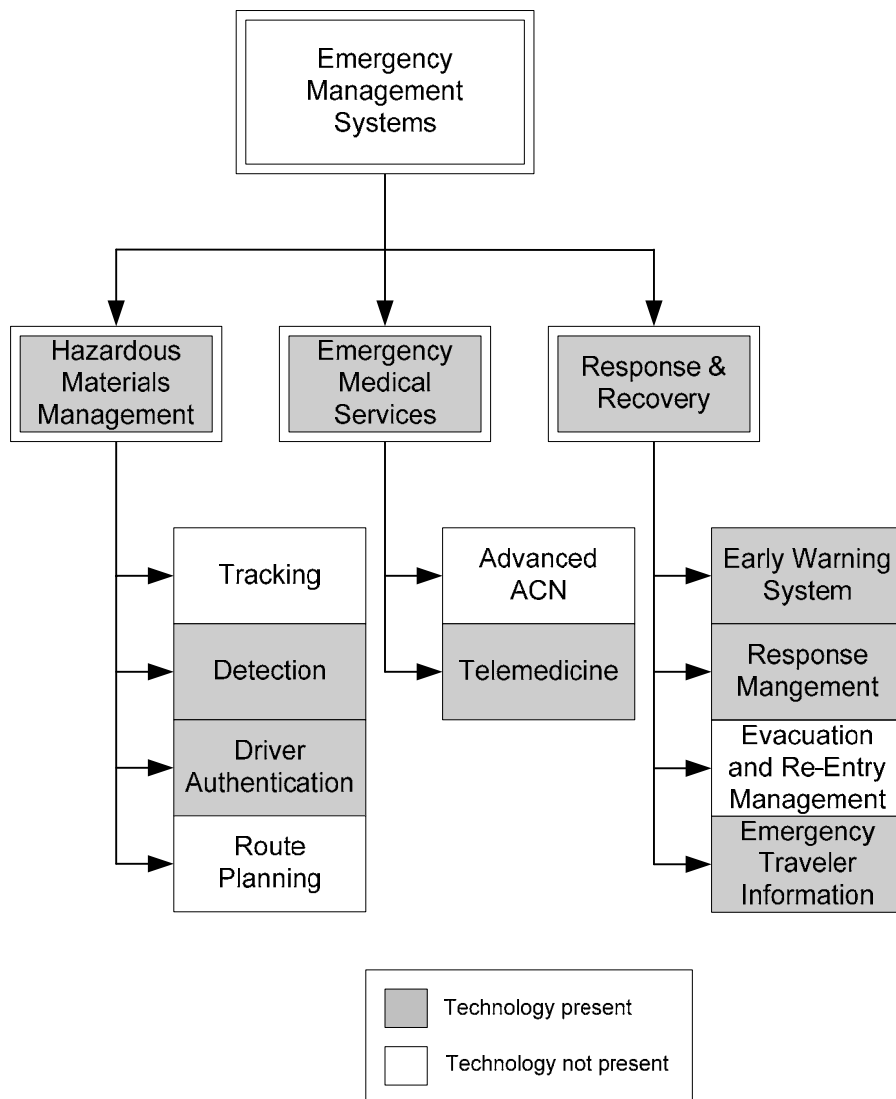 Emergency
Management
Systems
Hazardous
Materials
Management
Emergency
Medical
Services
Response &
Recovery
Tracking
Detection
Driver
Authentication
Route
Planning
Advanced
ACN
Telemedicine
Early Warning
System
Response
Mangement
Evacuation
and Re-Entry
Management
Emergency
Traveler
Information
Technology present
Technology not present